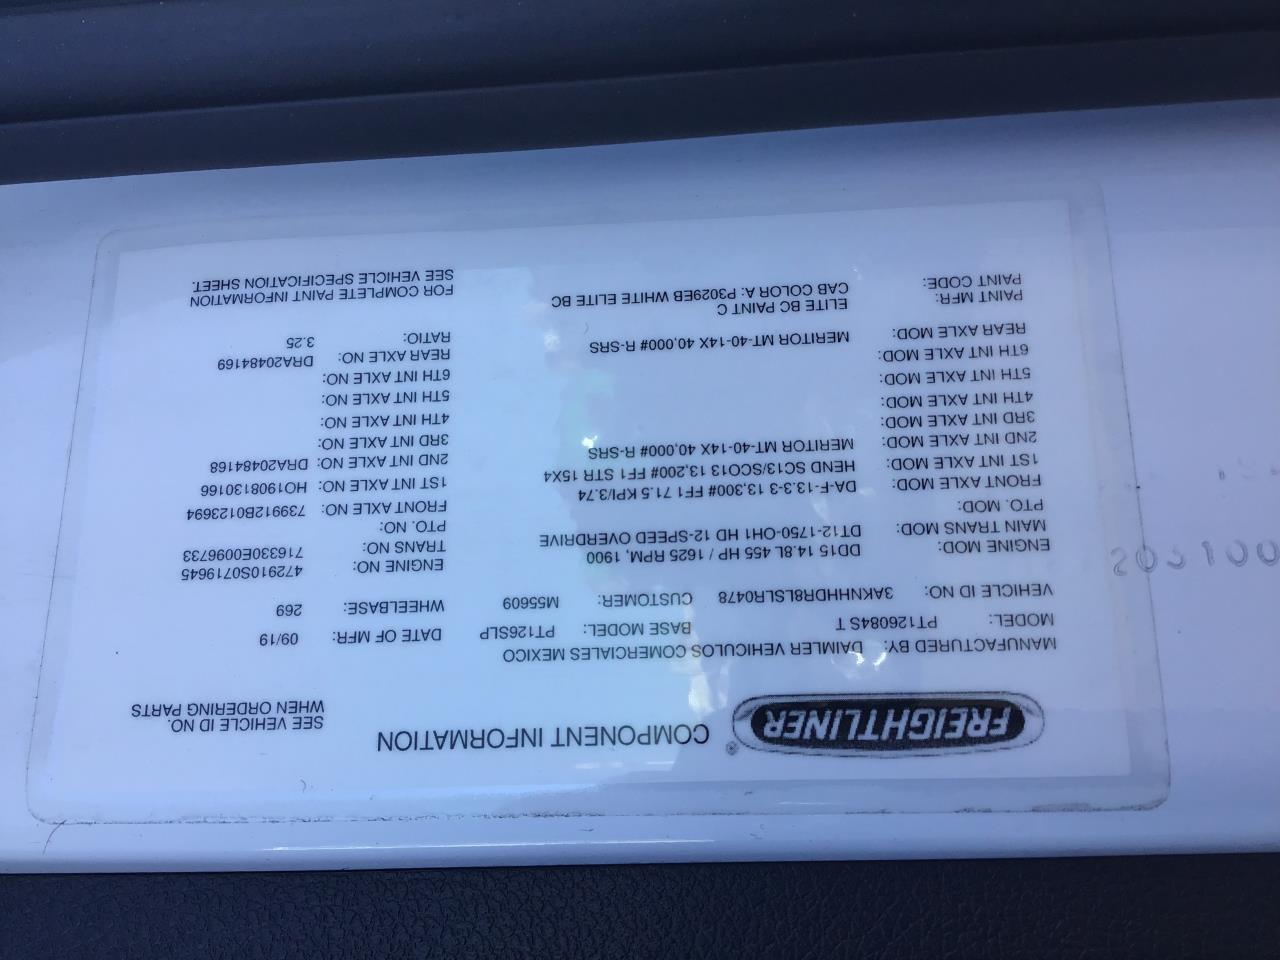 FREIGHTLINER ® COMPONENT INFORMATION
SEE VEHICLE ID NO.
WHEN ORDERING PARTS
MANUFACTURED BY: DAIMLER VEHICULOS COMERCIALES MEXICO
MODEL: PT126084S T BASE MODEL: PT126SLP DATE OF MFR: 09/19
VEHICLE ID NO: 3AKNHHDR8LSLR0478 CUSTOMER: M55609 WHEELBASE: 269
ENGINE MOD: DD15 14.8L 455 HP / 1625 RPM, 1900 ENGINE NO: 472910S0719645
MAIN TRANS MOD: DT12-1750-OH1 HD 12-SPEED OVERDRIVE TRANS NO: 716330E0096733
PTO. MOD: PTO. NO:
FRONT AXLE MOD: DA-F-13.3-3 13,300# FF1 71.5 KPI/3.74 FRONT AXLE NO: 739912B0123694
1ST INT AXLE MOD: HEND SC13/SCO13 13,200# FF1 STR 15X4 1ST INT AXLE NO: HO1908130166
2ND INT AXLE MOD: MERITOR MT-40-14X 40,000# R-SRS 2ND INT AXLE NO: DRA20484168
3RD INT AXLE MOD: 3RD INT AXLE NO:
4TH INT AXLE MOD: 4TH INT AXLE NO:
5TH INT AXLE MOD: 5TH INT AXLE NO:
6TH INT AXLE MOD: 6TH INT AXLE NO:
REAR AXLE MOD: MERITOR MT-40-14X 40,000# R-SRS REAR AXLE NO: DRA20484169
RATIO: 3.25
PAINT MFR: ELITE BC PAINT C
PAINT CODE: CAB COLOR A: P3029EB WHITE ELITE BC
FOR COMPLETE PAINT INFORMATION
SEE VEHICLE SPECIFICATION SHEET.